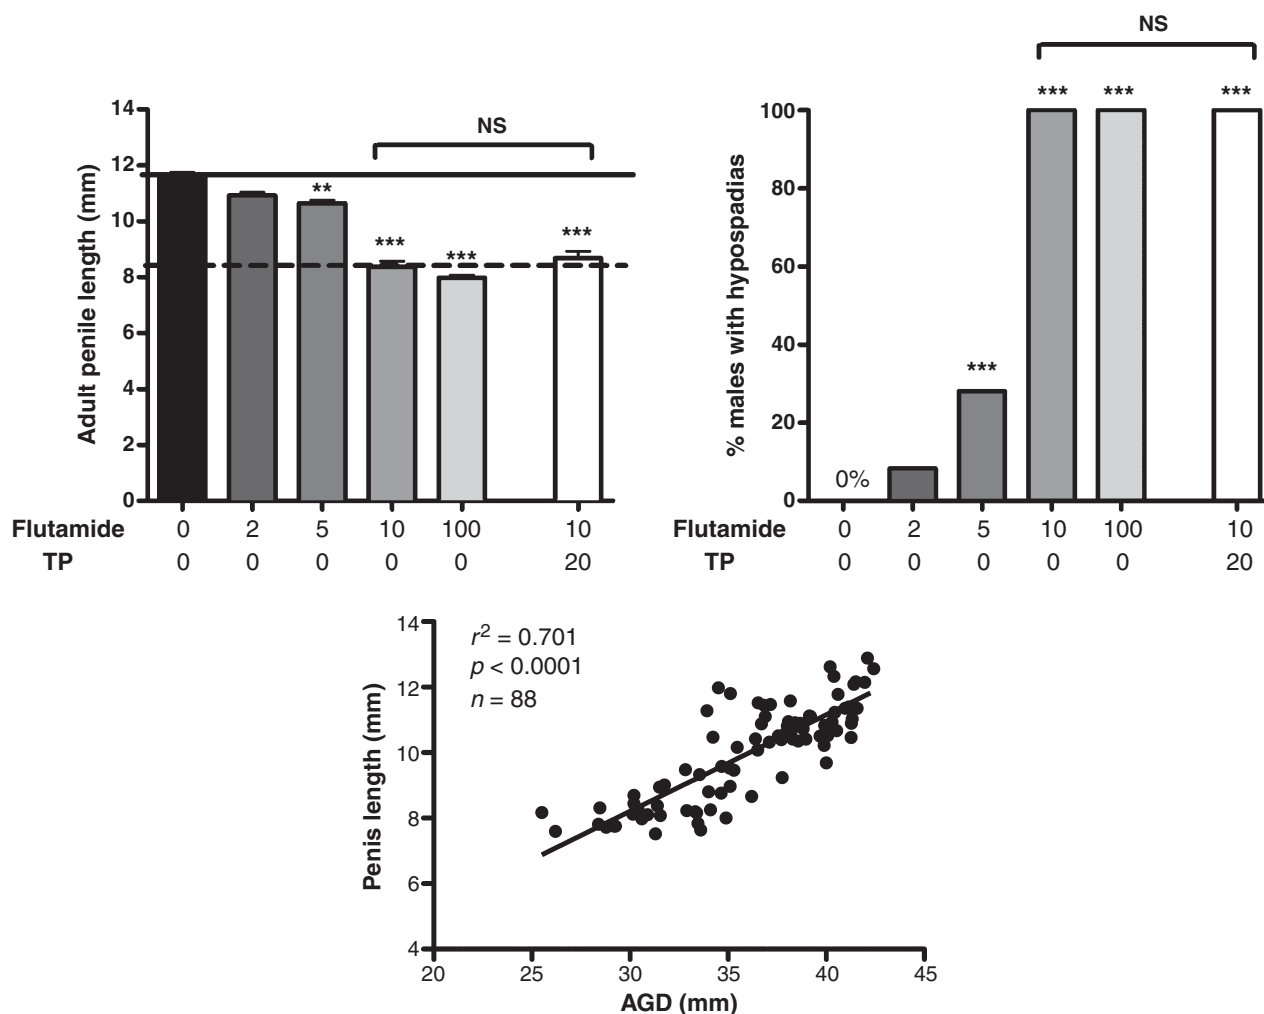 NS
14
12
10
8
6
4
2
0
Adult penile length (mm)
**
***
***
***
Flutamide 0 2 5 10 100 10
TP 0 0 0 0 0 20
NS
100
80
60
40
20
0
% males with hypospadias
0%
***
***
***
***
Flutamide 0 2 5 10 100 10
TP 0 0 0 0 0 20
14
12
10
8
6
4
Penis length (mm)
r² = 0.701
p < 0.0001
n = 88
20 25 30 35 40 45
AGD (mm)